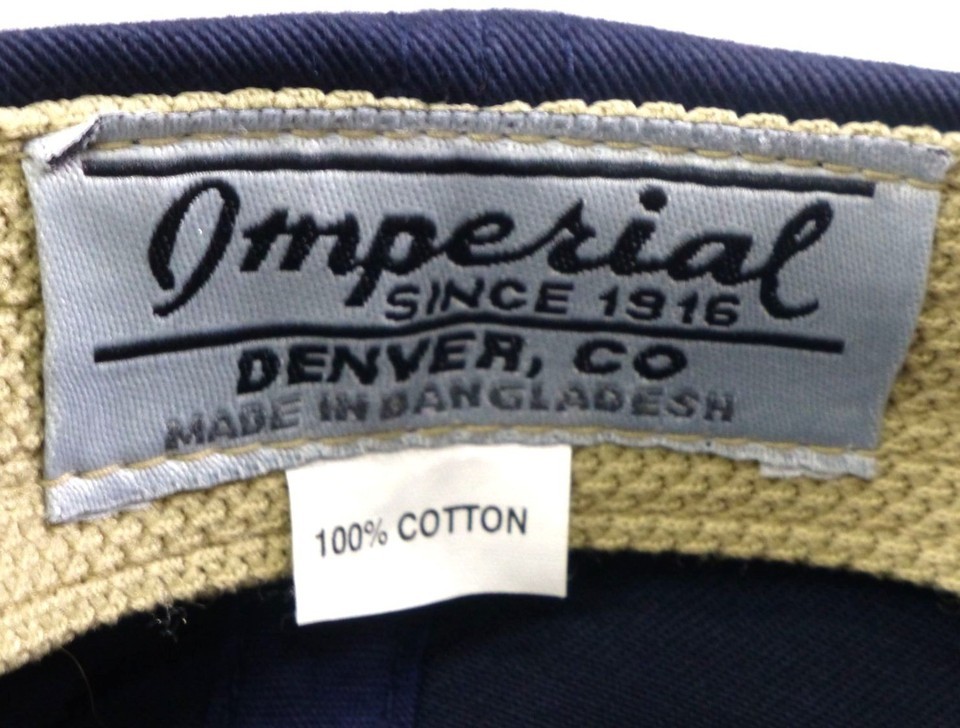 Imperial
SINCE 1916
DENVER, CO
MADE IN BANGLADESH
100% COTTON